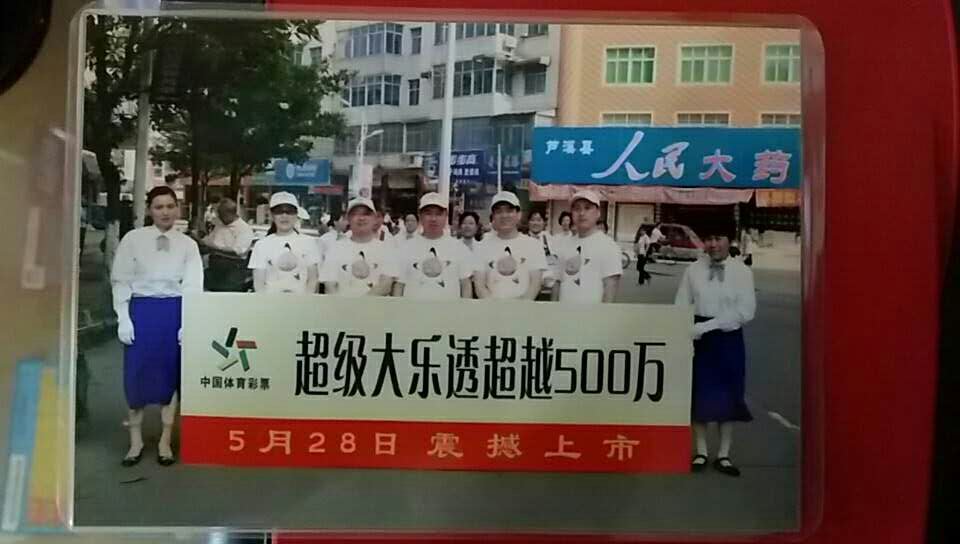 芦溪县
人民大药
中国体育彩票
超级大乐透超越500万
5月28日 震撼上市